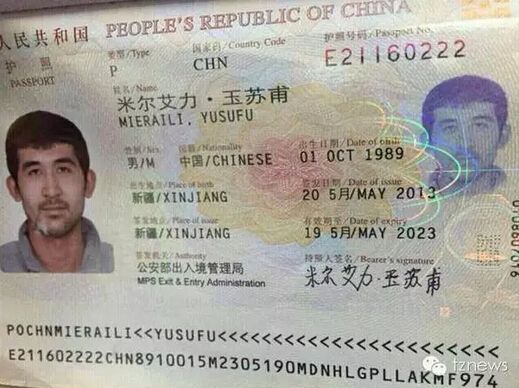 人民共和国 PEOPLE'S REPUBLIC OF CHINA
护照 类型/Type 国家码/Country Code 护照号码/Passport No.
PASSPORT P CHN E21160222
姓名/Name
米尔艾力·玉苏甫
MIERAILI, YUSUFU
性别/Sex 国籍/Nationality 出生日期/Date of birth
男/M 中国/CHINESE 01 OCT 1989
出生地点/Place of birth 签发日期/Date of issue
新疆/XINJIANG 20 5月/MAY 2013
签发地点/Place of issue 有效期至/Date of expiry
新疆/XINJIANG 19 5月/MAY 2023
签发机关/Authority 持照人签名/Bearer's signature
公安部出入境管理局 米尔艾力·玉苏甫
MPS Exit & Entry Administration
POCHNMIERAILI<<YUSUFU<<<<<<<<<<<<<<<<<<<<<<<
E211602222CHN8910015M2305190MDNHLGPLLAKMF974
tznews